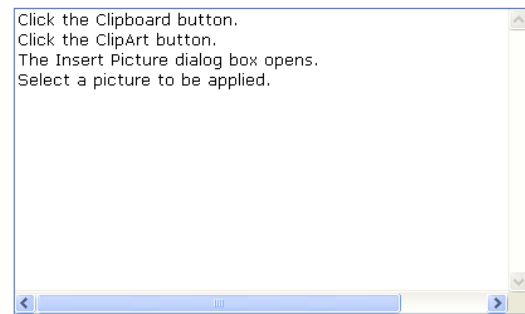 Click the Clipboard button.
Click the ClipArt button.
The Insert Picture dialog box opens.
Select a picture to be applied.